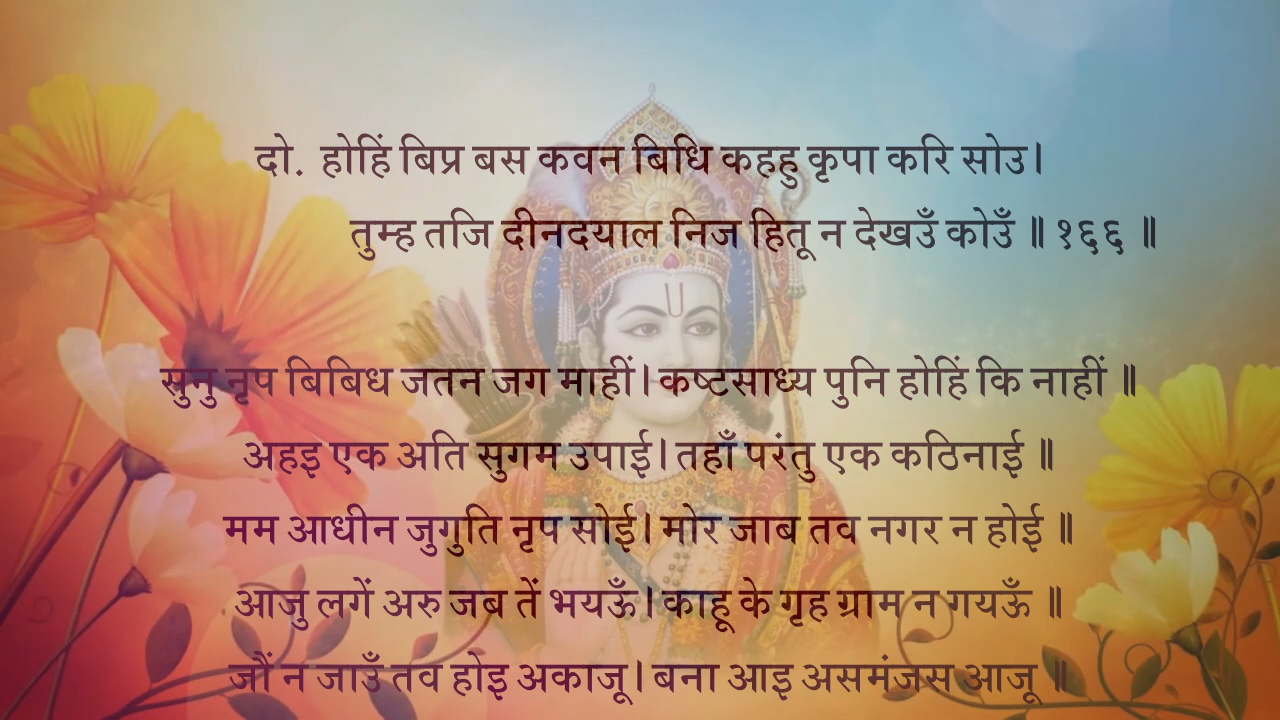 दो. होहिं बिप्र बस कवन बिधि कहहु कृपा करि सोउ।
तुम्ह तजि दीनदयाल निज हितू न देखउँ कोउँ ॥ १६६ ॥
सुनु नृप बिबिध जतन जग माहीं। कष्टसाध्य पुनि होहिं कि नाहीं ॥
अहइ एक अति सुगम उपाई। तहाँ परंतु एक कठिनाई ॥
मम आधीन जुगुति नृप सोई। मोर जाब तव नगर न होई ॥
आजु लगें अरु जब तें भयऊँ। काहू के गृह ग्राम न गयऊँ ॥
जौं न जाउँ तव होइ अकाजू। बना आइ असमंजस आजू ॥